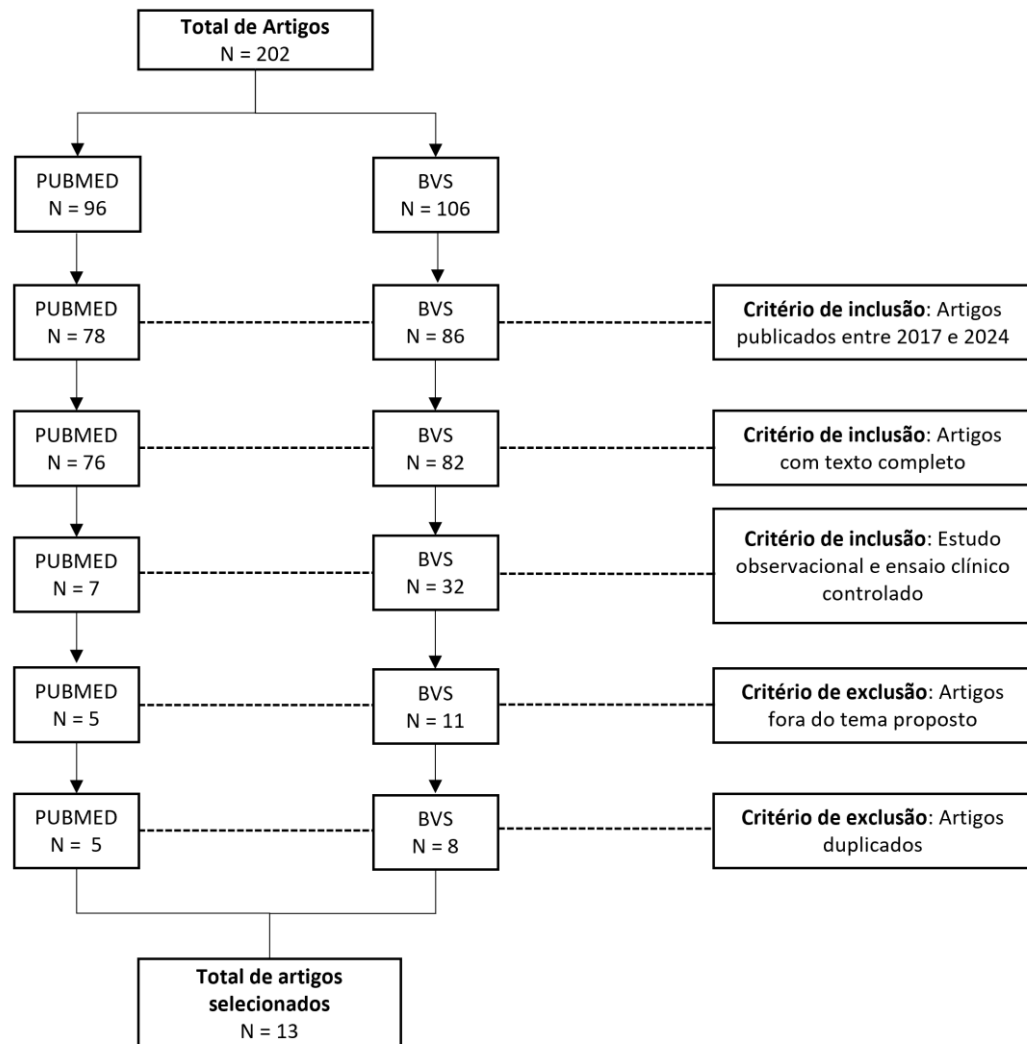 Total de Artigos
N = 202
PUBMED
N = 96
BVS
N = 106
PUBMED
N = 78
BVS
N = 86
Critério de inclusão: Artigos
publicados entre 2017 e 2024
PUBMED
N = 76
BVS
N = 82
Critério de inclusão: Artigos
com texto completo
PUBMED
N = 7
BVS
N = 32
Critério de inclusão: Estudo
observacional e ensaio clínico
controlado
PUBMED
N = 5
BVS
N = 11
Critério de exclusão: Artigos
fora do tema proposto
PUBMED
N = 5
BVS
N = 8
Critério de exclusão: Artigos
duplicados
Total de artigos
selecionados
N = 13